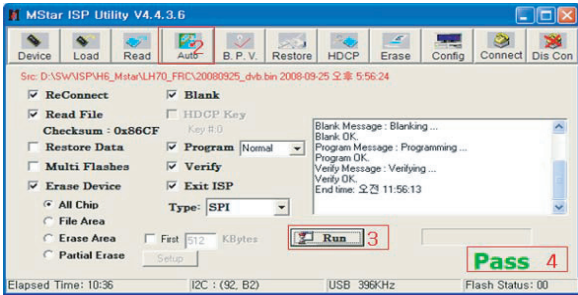 MStar ISP Utility V4.4.3.6
Device Load Read Auto B. P. V. Restore HDCP Erase Config Connect Dis Con
2
Src: D:\SW\ISP\H6_Mstar\LH70_FRC\20080925_dvb.bin 2008-09-25 오후 5:56:24
ReConnect Blank
Read File HDCP Key
Checksum : 0x86CF Key #:0
Restore Data Program Normal
Multi Flashes Verify
Erase Device Exit ISP
All Chip Type: SPI
File Area
Erase Area First 512 KBytes
Partial Erase Setup
Blank Message : Blanking ...
Blank OK.
Program Message : Programming ...
Program OK.
Verify Message : Verifying ...
Verify OK.
End time: 오전 11:56:13
Run 3
Pass 4
Elapsed Time: 10:36 I2C : (92, B2) USB 396KHz Flash Status: 00